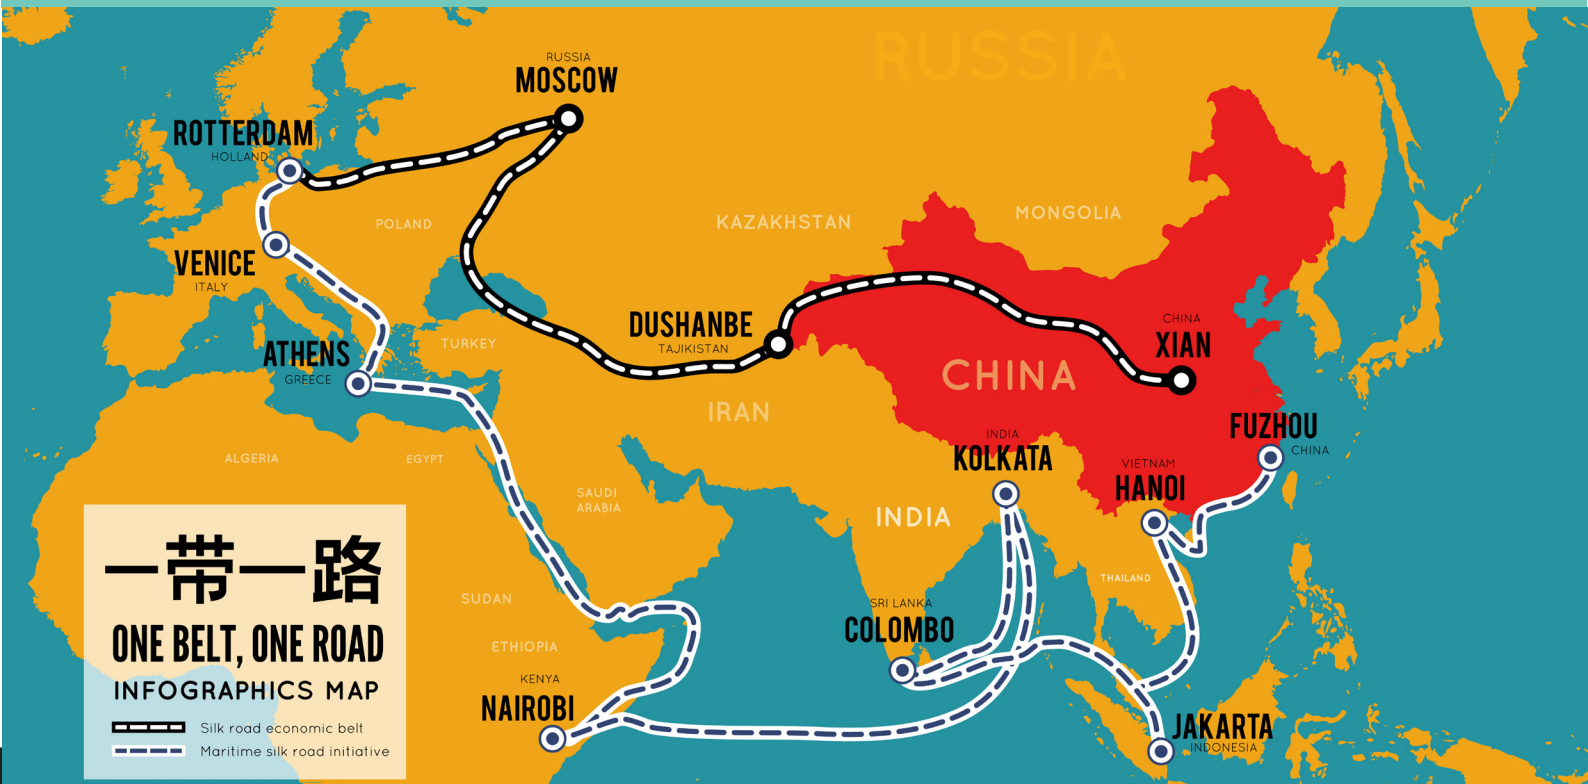 RUSSIA
RUSSIA
MOSCOW
ROTTERDAM
HOLLAND
POLAND
KAZAKHSTAN
MONGOLIA
VENICE
ITALY
DUSHANBE
TAJIKISTAN
CHINA
XIAN
ATHENS
GREECE
TURKEY
CHINA
IRAN
FUZHOU
CHINA
INDIA
KOLKATA
VIETNAM
HANOI
ALGERIA
EGYPT
SAUDI
ARABIA
INDIA
THAILAND
SUDAN
SRI LANKA
COLOMBO
ETHIOPIA
KENYA
NAIROBI
JAKARTA
INDONESIA
一带一路
ONE BELT, ONE ROAD
INFOGRAPHICS MAP
Silk road economic belt
Maritime silk road initiative